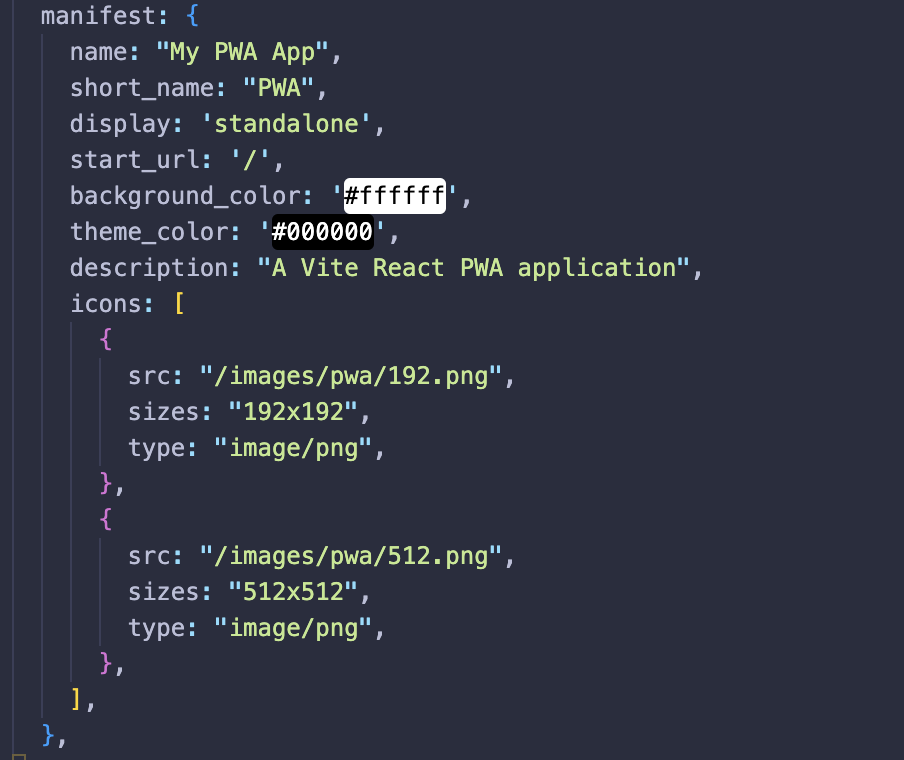 manifest: {
name: "My PWA App",
short_name: "PWA",
display: 'standalone',
start_url: '/',
background_color: '#ffffff',
theme_color: '#000000',
description: "A Vite React PWA application",
icons: [
{
src: "/images/pwa/192.png",
sizes: "192x192",
type: "image/png",
},
{
src: "/images/pwa/512.png",
sizes: "512x512",
type: "image/png",
},
],
},